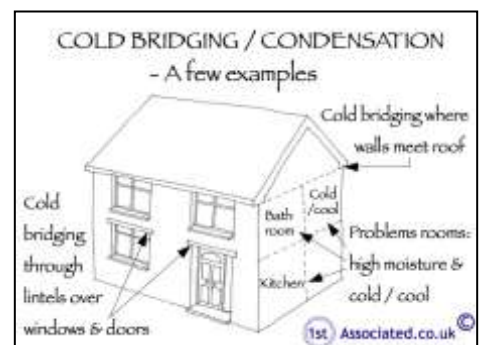 COLD BRIDGING / CONDENSATION
- A few examples
Cold bridging where
walls meet roof
Cold
bridging
through
lintels over
windows & doors
Bath
room
Cold
/cool
Kitchen
Problems rooms:
high moisture &
cold / cool
1st Associated.co.uk ©